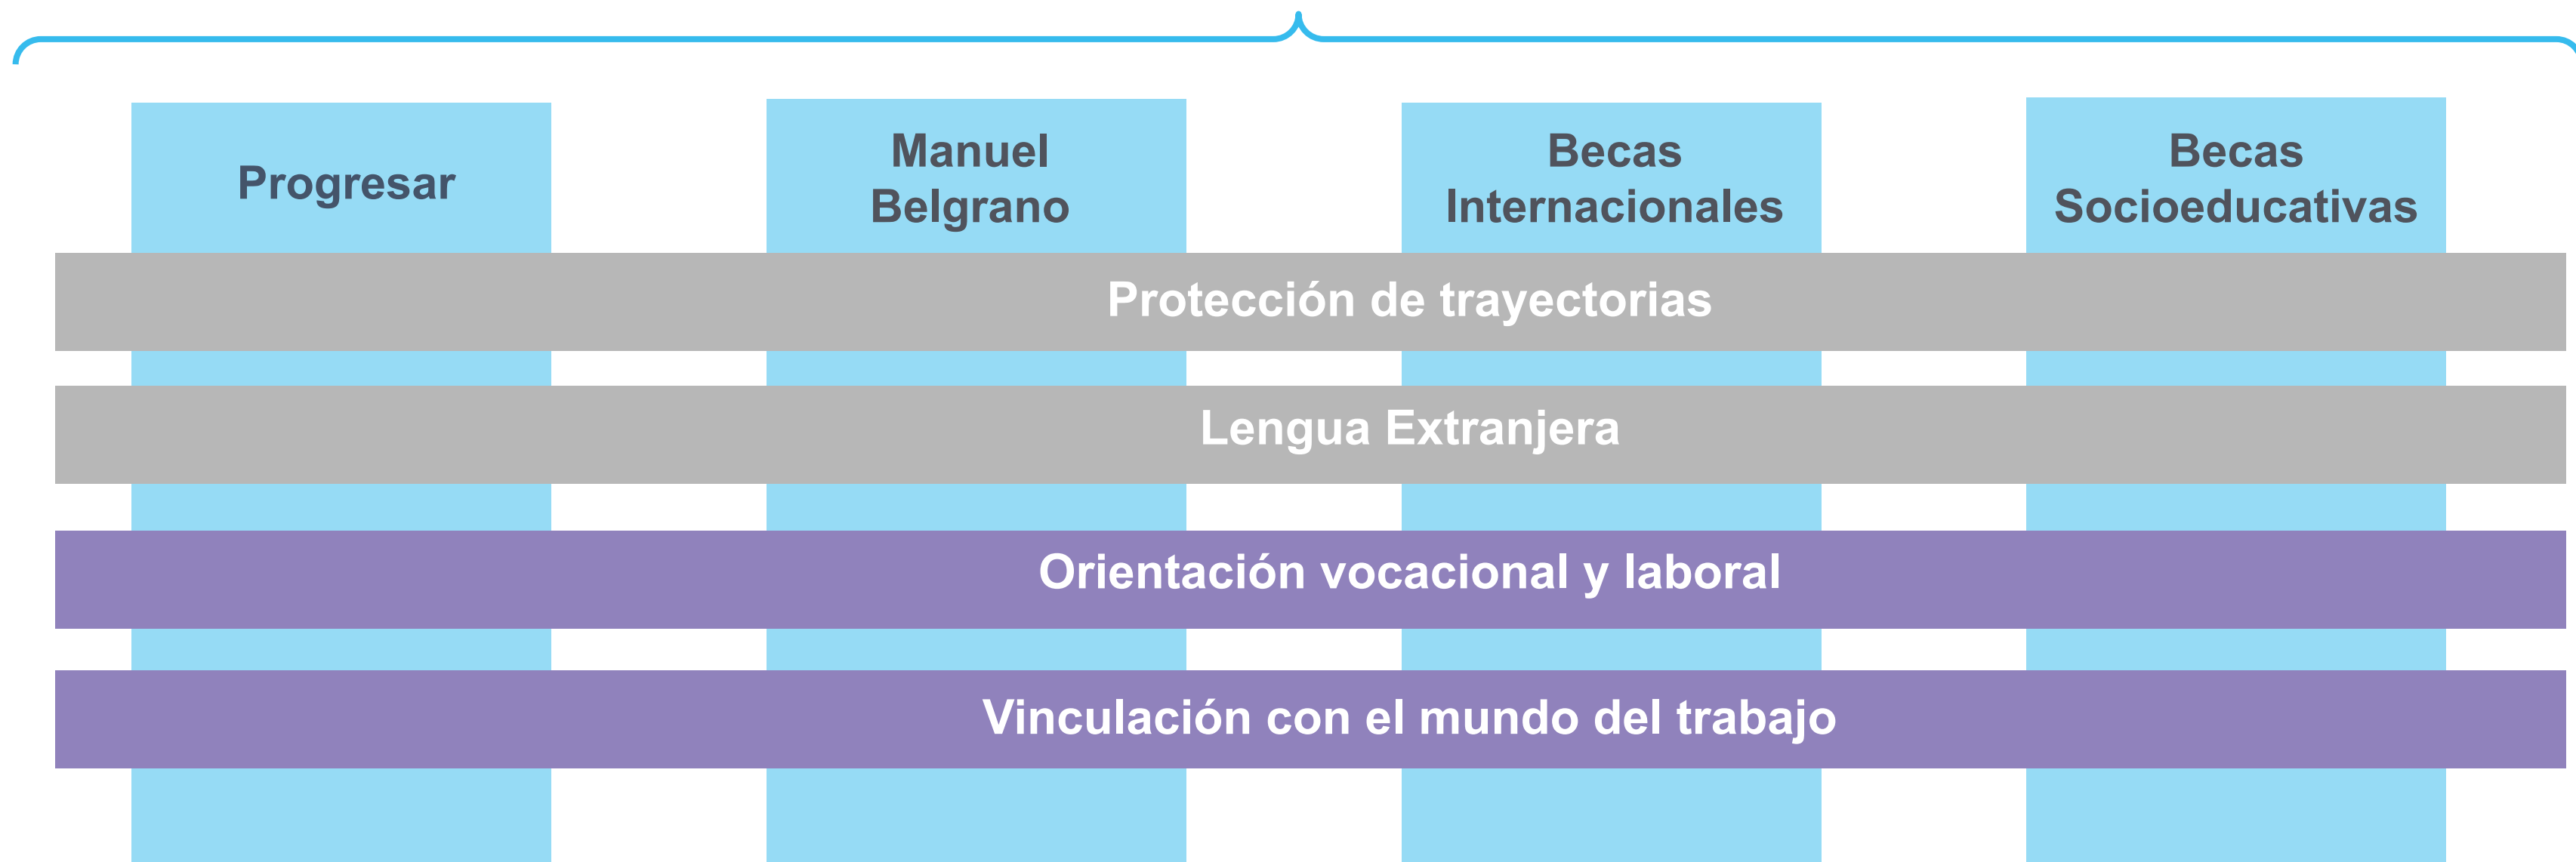 Progresar
Manuel
Belgrano
Becas
Internacionales
Becas
Socioeducativas
Protección de trayectorias
Lengua Extranjera
Orientación vocacional y laboral
Vinculación con el mundo del trabajo